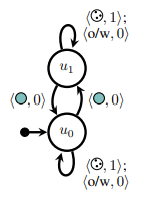 ⟨⚄, 1⟩;
⟨o/w, 0⟩
u₁
⟨●, 0⟩ ⟨●, 0⟩
u₀
⟨⚄, 1⟩;
⟨o/w, 0⟩